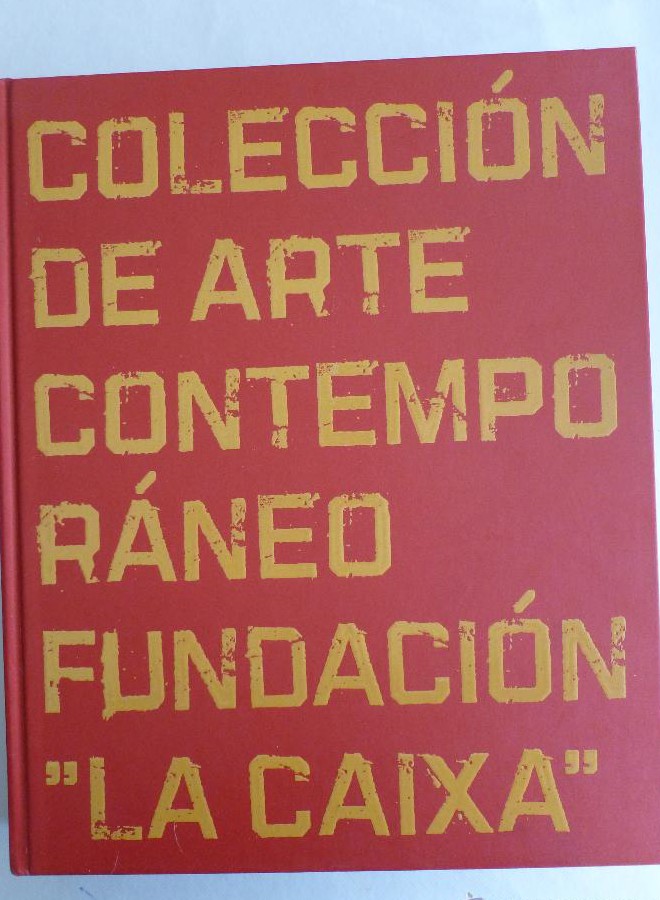 COLECCIÓN
DE ARTE
CONTEMPO
RÁNEO
FUNDACIÓN
”LA CAIXA”